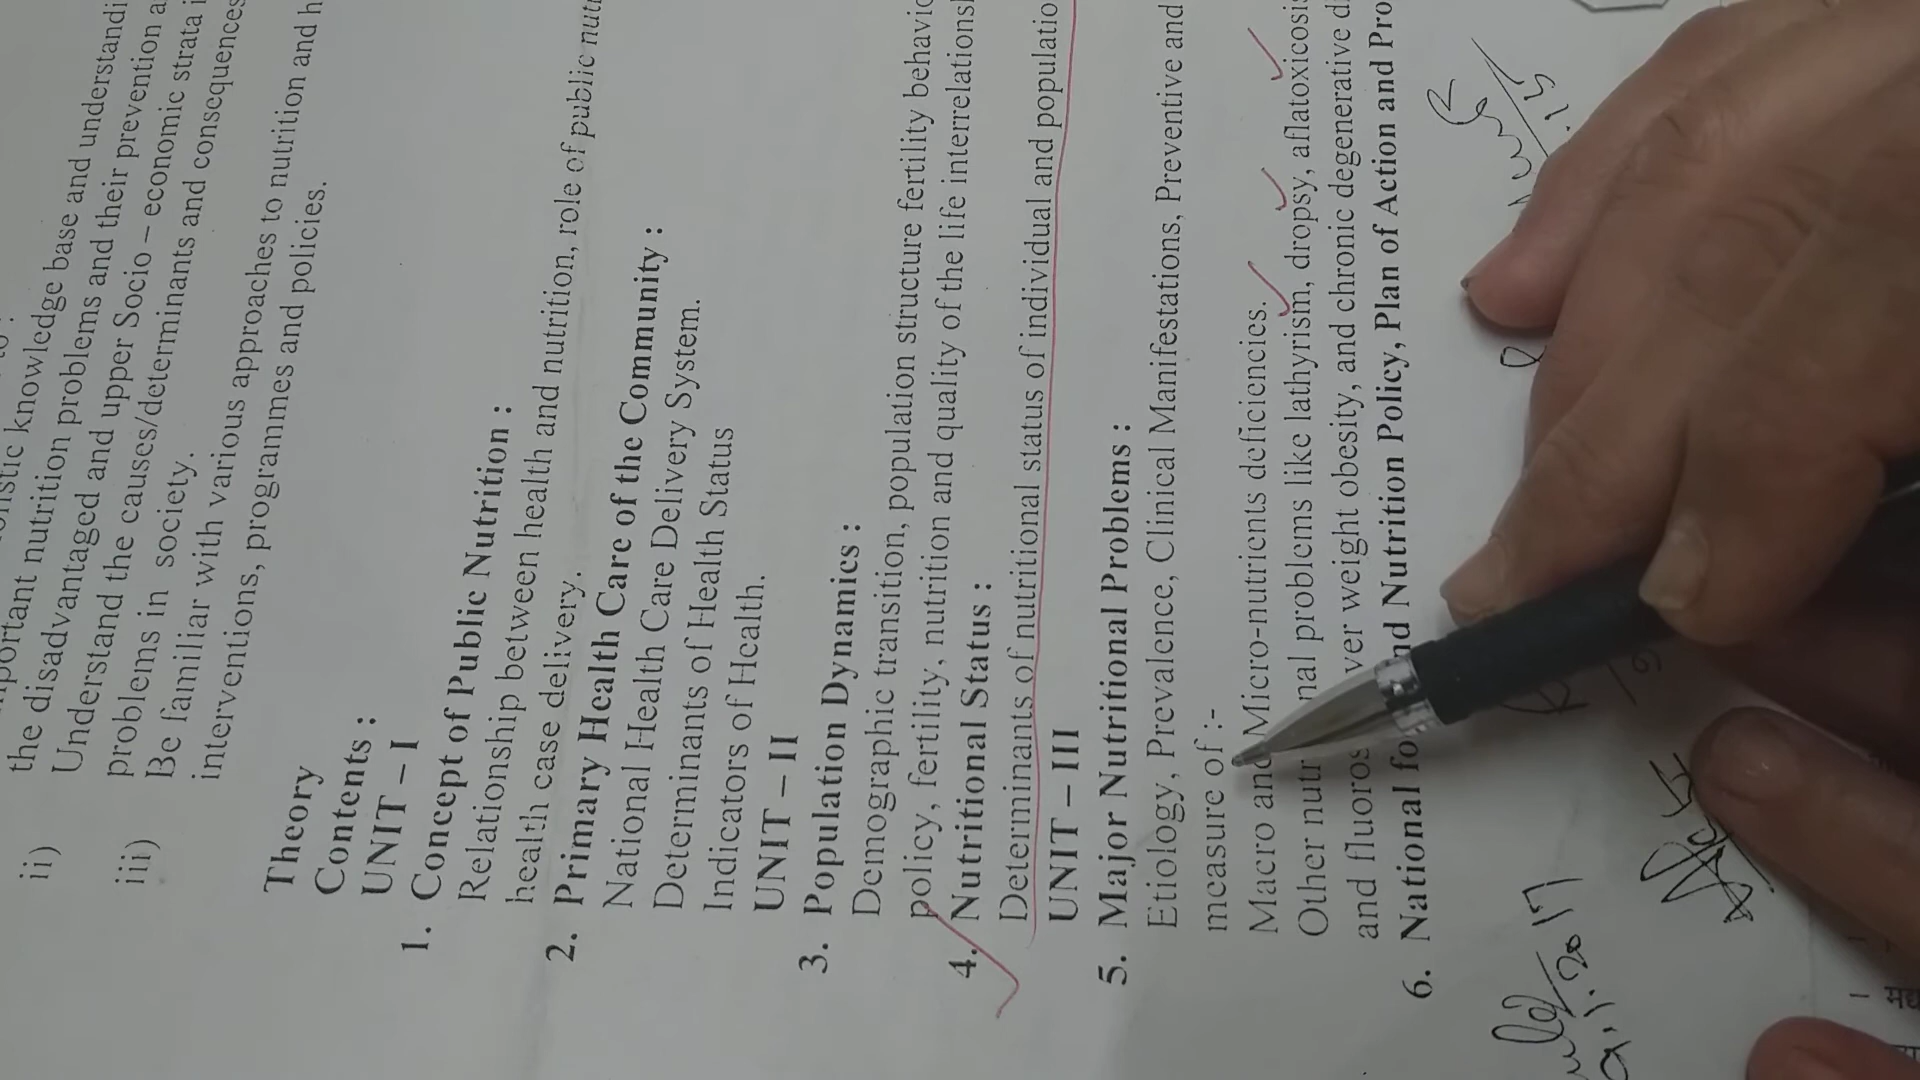 knowledge base and understandi
portant nutrition problems and their prevention a
ii) the disadvantaged and upper Socio – economic strata i
Understand the causes/determinants and consequences
iii) problems in society.
Be familiar with various approaches to nutrition and h
interventions, programmes and policies.
Theory
Contents :
UNIT – I
1. Concept of Public Nutrition :
Relationship between health and nutrition, role of public nutr
health case delivery.
2. Primary Health Care of the Community :
National Health Care Delivery System.
Determinants of Health Status
Indicators of Health.
UNIT – II
3. Population Dynamics :
Demographic transition, population structure fertility behavio
policy, fertility, nutrition and quality of the life interrelationsh
4. Nutritional Status :
Determinants of nutritional status of individual and populatio
UNIT – III
5. Major Nutritional Problems :
Etiology, Prevalence, Clinical Manifestations, Preventive and
measure of :-
Macro and Micro-nutrients deficiencies.
Other nutr nal problems like lathyrism, dropsy, aflatoxicosis
and fluoros ver weight obesity, and chronic degenerative di
6. National fo nd Nutrition Policy, Plan of Action and Pro